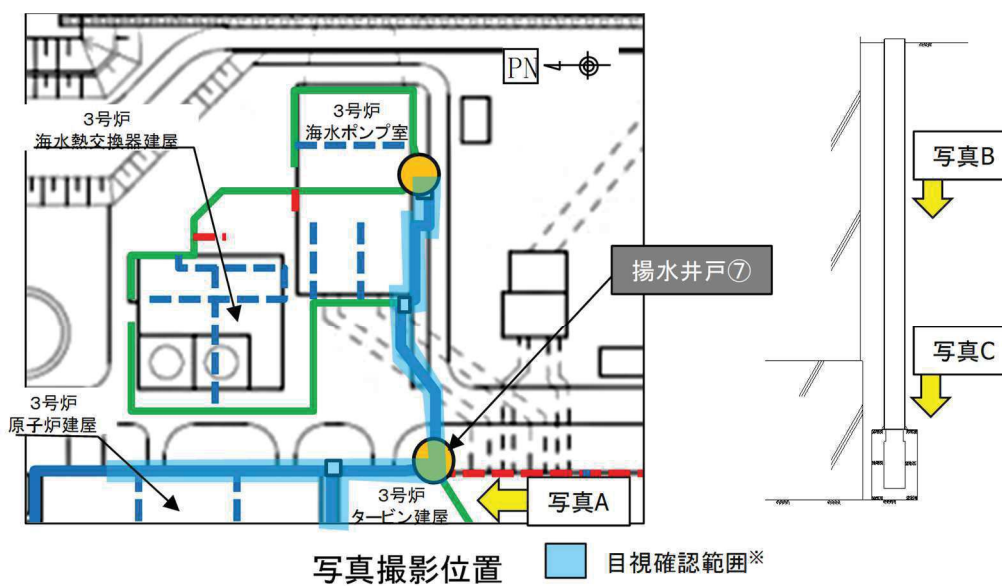 PN
3号炉
海水ポンプ室
3号炉
海水熱交換器建屋
写真B
揚水井戸⑦
写真C
3号炉
原子炉建屋
3号炉
タービン建屋
写真A
写真撮影位置
目視確認範囲※